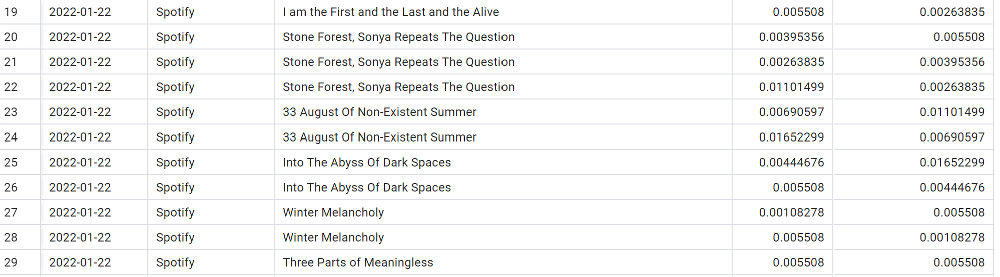 19 2022-01-22 Spotify I am the First and the Last and the Alive 0.005508 0.00263835
20 2022-01-22 Spotify Stone Forest, Sonya Repeats The Question 0.00395356 0.005508
21 2022-01-22 Spotify Stone Forest, Sonya Repeats The Question 0.00263835 0.00395356
22 2022-01-22 Spotify Stone Forest, Sonya Repeats The Question 0.01101499 0.00263835
23 2022-01-22 Spotify 33 August Of Non-Existent Summer 0.00690597 0.01101499
24 2022-01-22 Spotify 33 August Of Non-Existent Summer 0.01652299 0.00690597
25 2022-01-22 Spotify Into The Abyss Of Dark Spaces 0.00444676 0.01652299
26 2022-01-22 Spotify Into The Abyss Of Dark Spaces 0.005508 0.00444676
27 2022-01-22 Spotify Winter Melancholy 0.00108278 0.005508
28 2022-01-22 Spotify Winter Melancholy 0.005508 0.00108278
29 2022-01-22 Spotify Three Parts of Meaningless 0.005508 0.005508